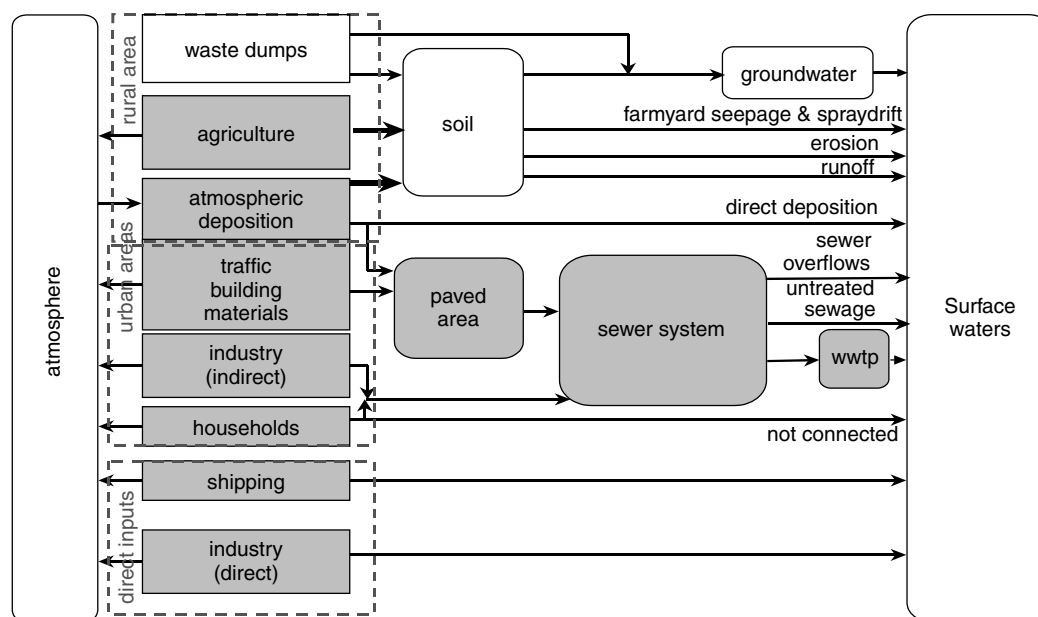 atmosphere
rural area
urban areas
direct inputs
waste dumps
agriculture
atmospheric
deposition
traffic
building
materials
industry
(indirect)
households
shipping
industry
(direct)
soil
paved
area
sewer system
groundwater
farmyard seepage & spraydrift
erosion
runoff
direct deposition
sewer
overflows
untreated
sewage
wwtp
not connected
Surface
waters